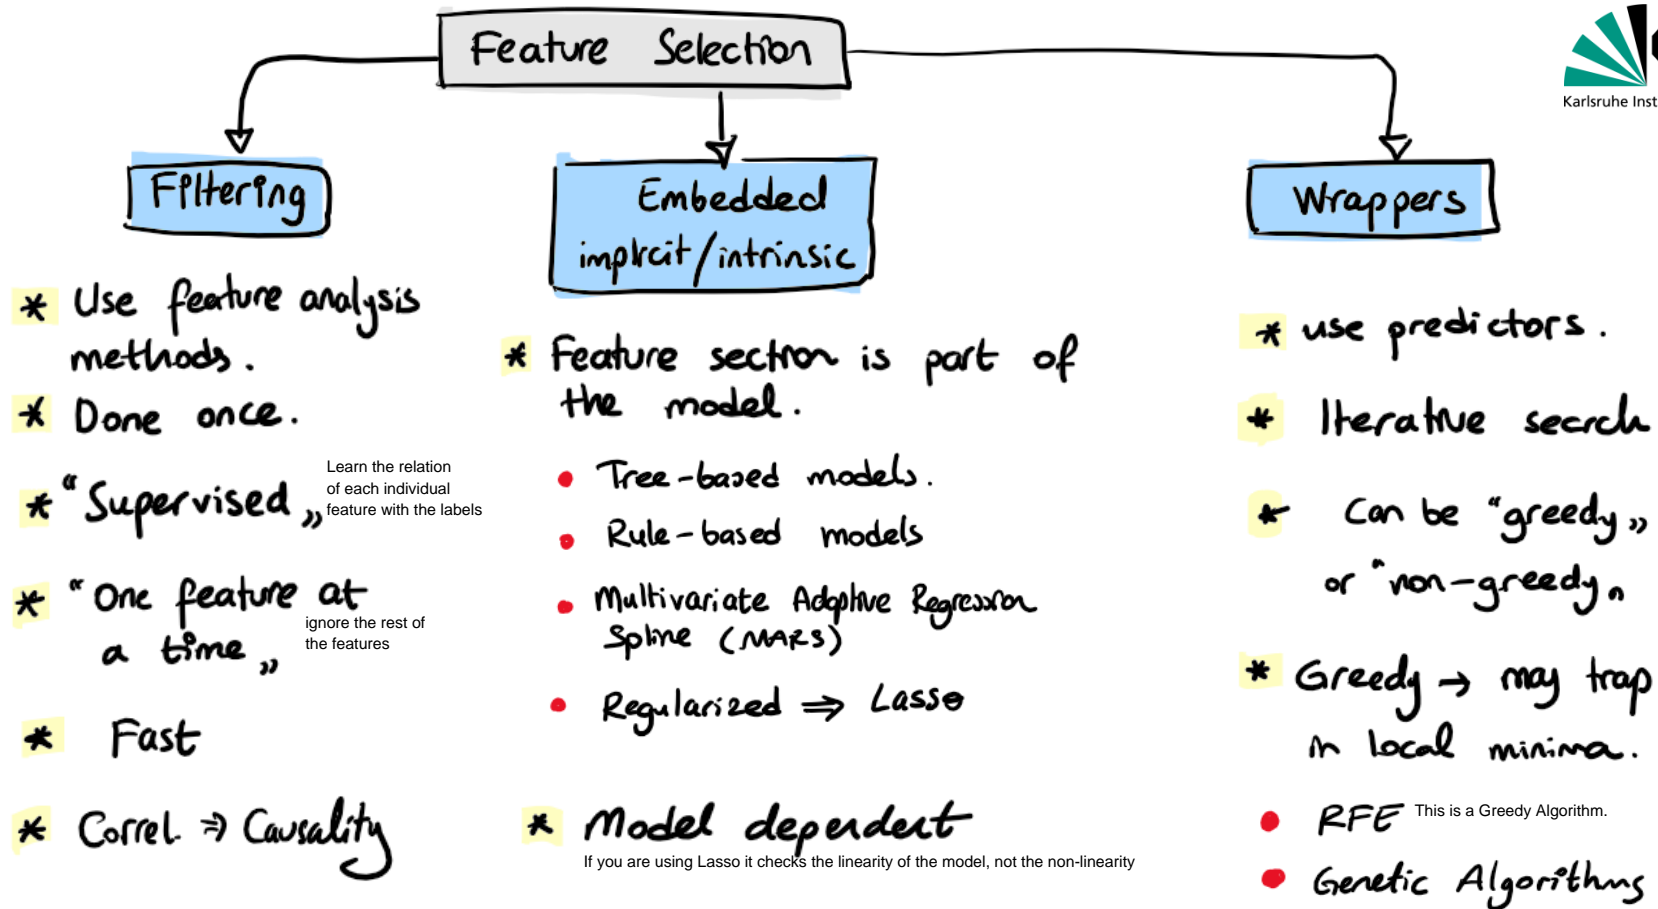 Feature Selection
Karlsruhe Inst
Filtering
* Use feature analysis
methods.
* Done once.
* "Supervised„
Learn the relation
of each individual
feature with the labels
* "One feature at
a time„
ignore the rest of
the features
* Fast
* Correl. ⇏ Causality
Embedded
implicit/intrinsic
* Feature section is part of
the model.
• Tree-based models.
• Rule-based models
• Multivariate Adaptive Regression
Spline (MARS)
• Regularized ⇒ Lasso
* Model dependent
If you are using Lasso it checks the linearity of the model, not the non-linearity
Wrappers
* use predictors.
* Iterative search
* Can be "greedy„
or "non-greedy„
* Greedy → may trap
in local minima.
• RFE This is a Greedy Algorithm.
• Genetic Algorithms